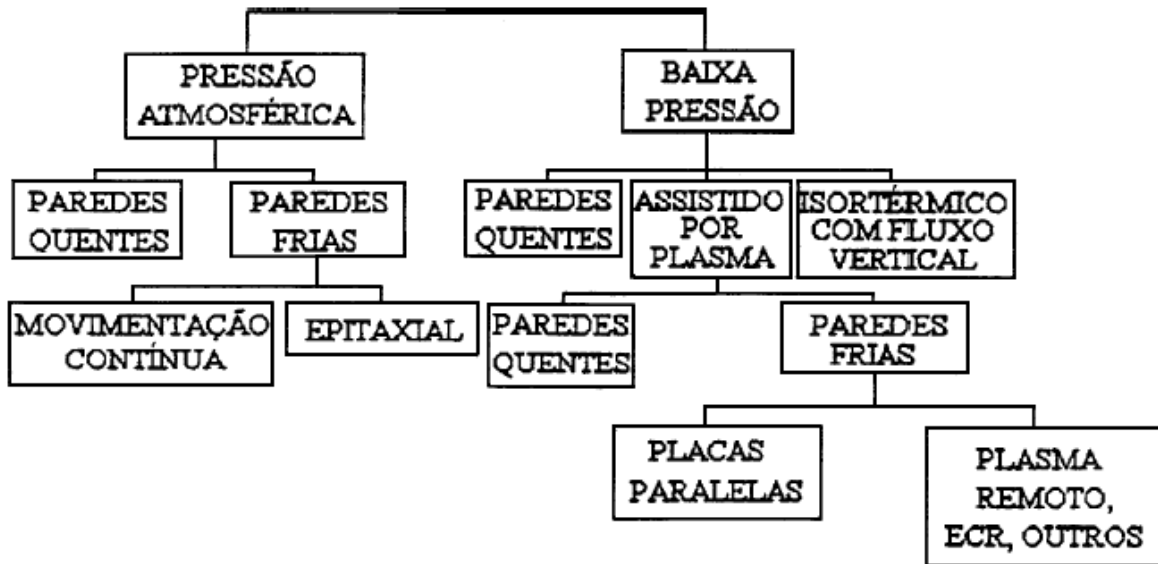 PRESSÃO
ATMOSFÉRICA
BAIXA
PRESSÃO
PAREDES
QUENTES
PAREDES
FRIAS
PAREDES
QUENTES
ASSISTIDO
POR
PLASMA
ISORTÉRMICO
COM FLUXO
VERTICAL
MOVIMENTAÇÃO
CONTÍNUA
EPITAXIAL
PAREDES
QUENTES
PAREDES
FRIAS
PLACAS
PARALELAS
PLASMA
REMOTO,
ECR, OUTROS